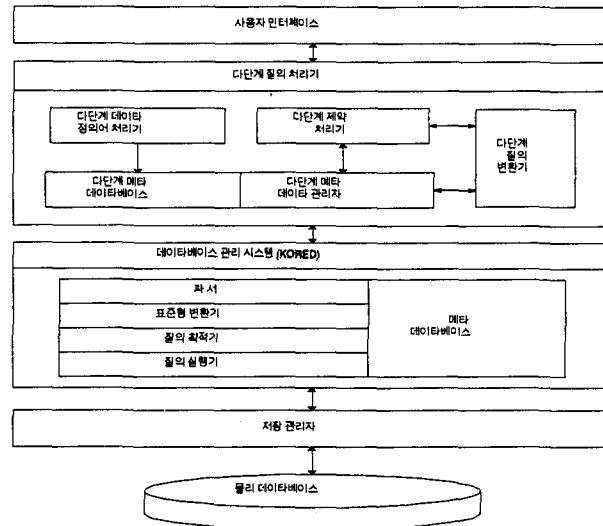 사용자 인터페이스
다단계 질의 처리기
다단계 데이타
정의어 처리기
다단계 제약
처리기
다단계
질의
변환기
다단계 메타
데이타베이스
다단계 메타
데이타 관리자
데이타베이스 관리 시스템 (KORED)
파 서
표준형 변환기
질의 확적기
질의 실행기
메타
데이타베이스
저장 관리자
물리 데이타베이스